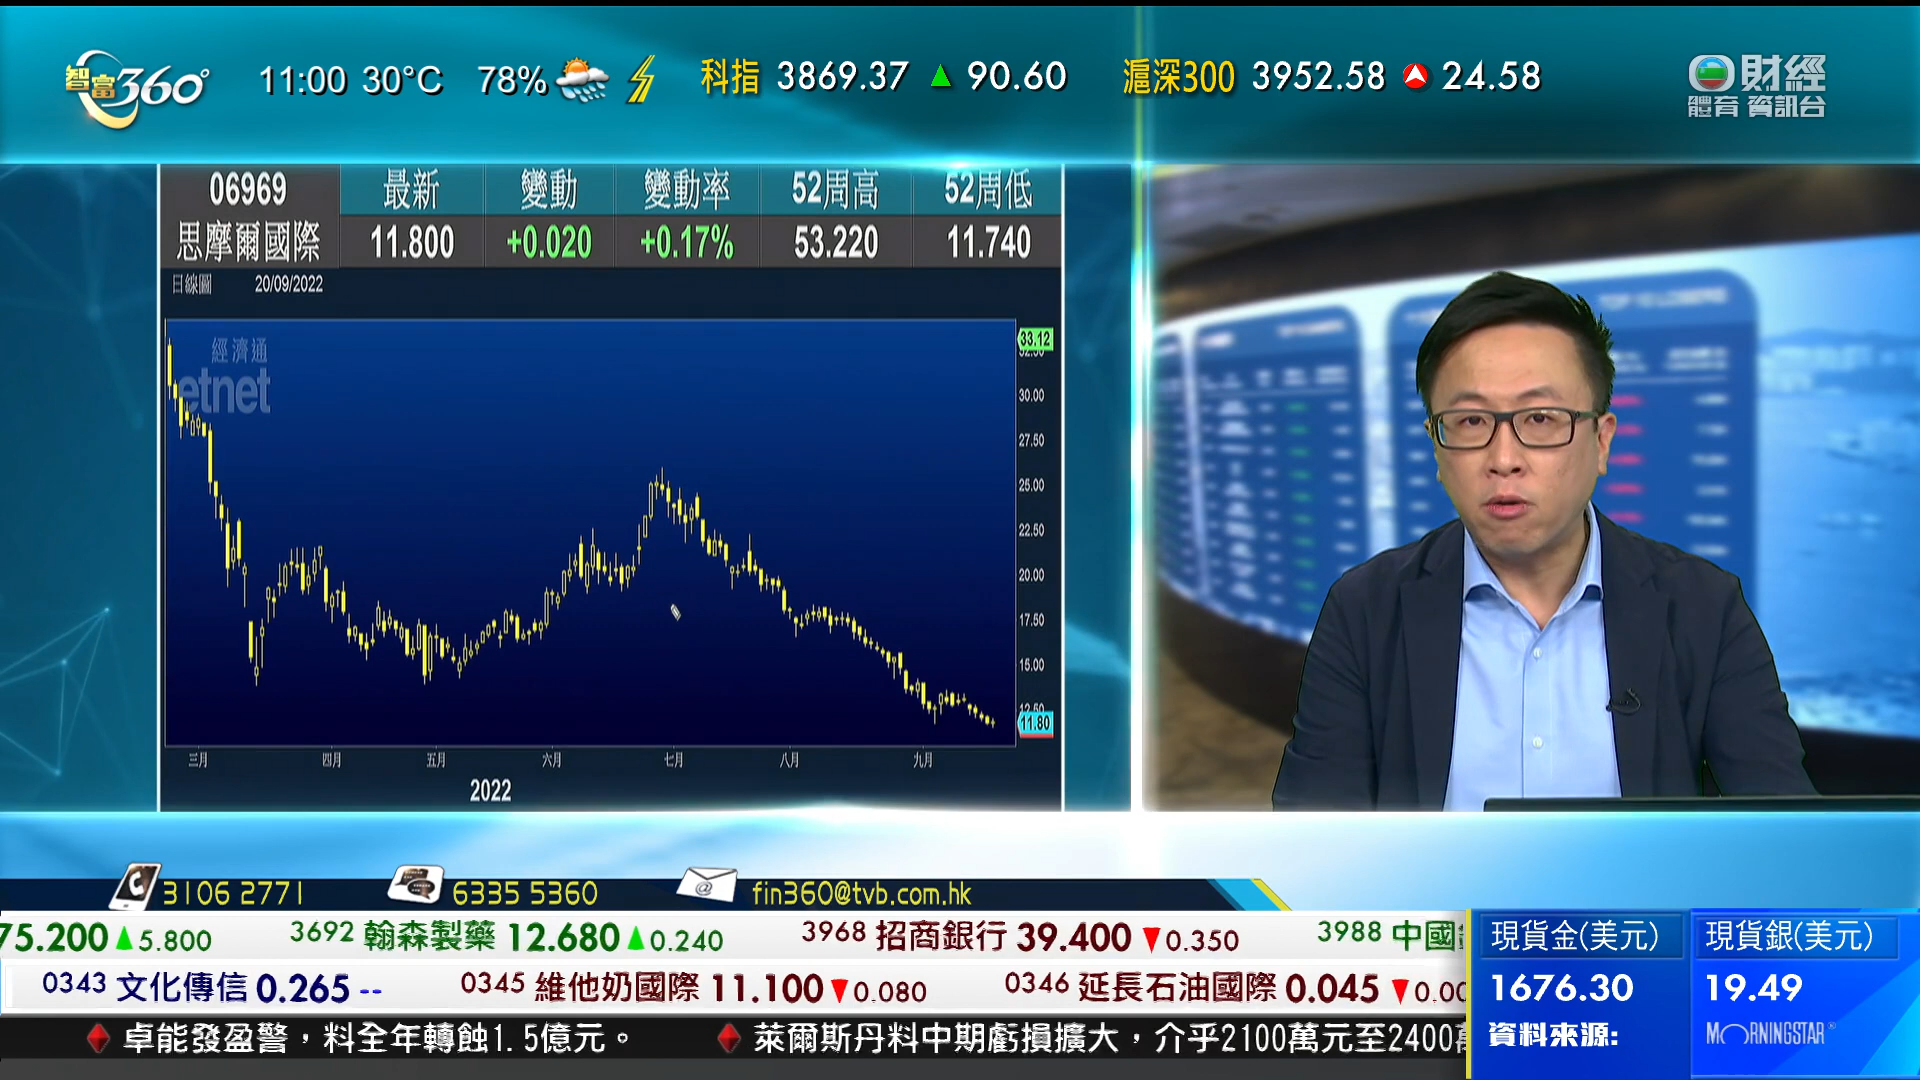 智富360°
11:00 30°C 78%
科指 3869.37 ▲ 90.60
滬深300 3952.58 24.58
財經
體育 資訊台
06969 最新 變動 變動率 52周高 52周低
思摩爾國際 11.800 +0.020 +0.17% 53.220 11.740
日線圖 20/09/2022
經濟通
etnet
33.12
30.00
27.50
25.00
22.50
20.00
17.50
15.00
12.50
11.80
三月 四月 五月 六月 七月 八月 九月
2022
3106 2771 6335 5360 fin360@tvb.com.hk
75.200 ▲5.800 3692 翰森製藥 12.680 ▲0.240 3968 招商銀行 39.400 ▼0.350 3988 中國
0343 文化傳信 0.265 -- 0345 維他奶國際 11.100 ▼0.080 0346 延長石油國際 0.045 ▼0.00
卓能發盈警，料全年轉蝕1.5億元。 萊爾斯丹料中期虧損擴大，介乎2100萬元至2400萬
現貨金(美元) 現貨銀(美元)
1676.30 19.49
資料來源: MORNINGSTAR®